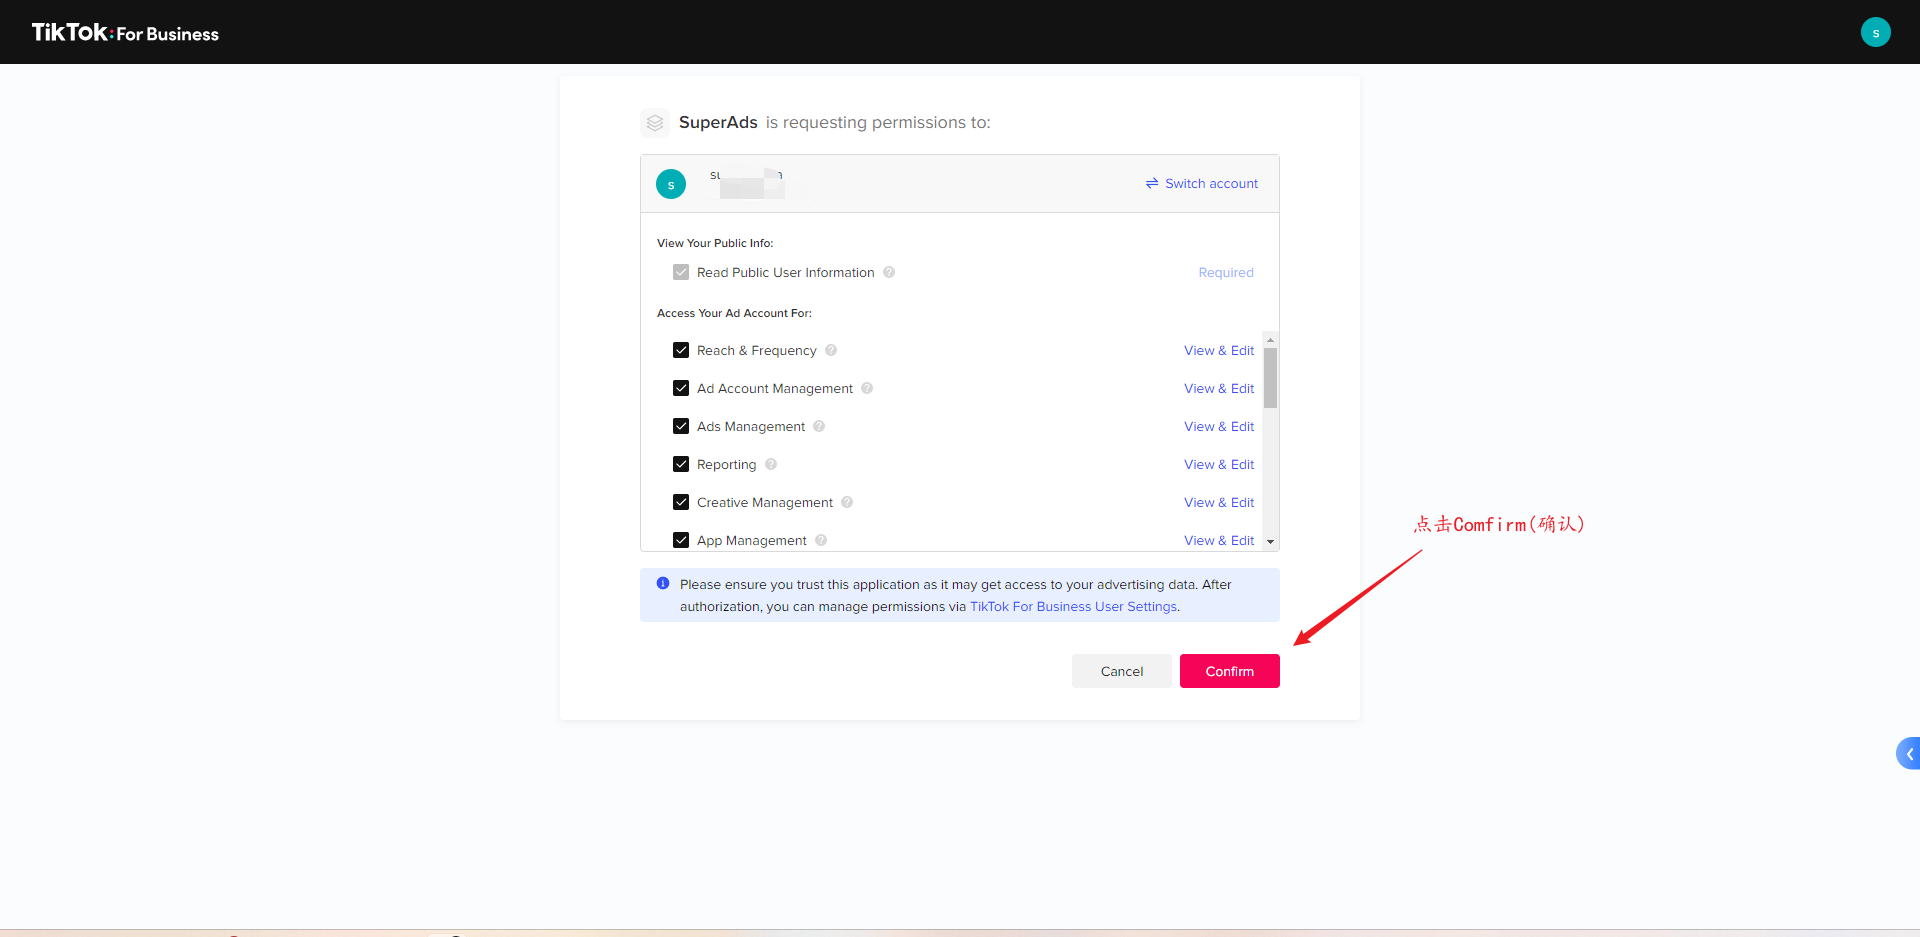 TikTok: For Business
s
SuperAds is requesting permissions to:
s
Switch account
View Your Public Info:
Read Public User Information ? Required
Access Your Ad Account For:
Reach & Frequency ? View & Edit
Ad Account Management ? View & Edit
Ads Management ? View & Edit
Reporting ? View & Edit
Creative Management ? View & Edit
App Management ? View & Edit
点击Comfirm(确认)
Please ensure you trust this application as it may get access to your advertising data. After
authorization, you can manage permissions via TikTok For Business User Settings.
Cancel Confirm